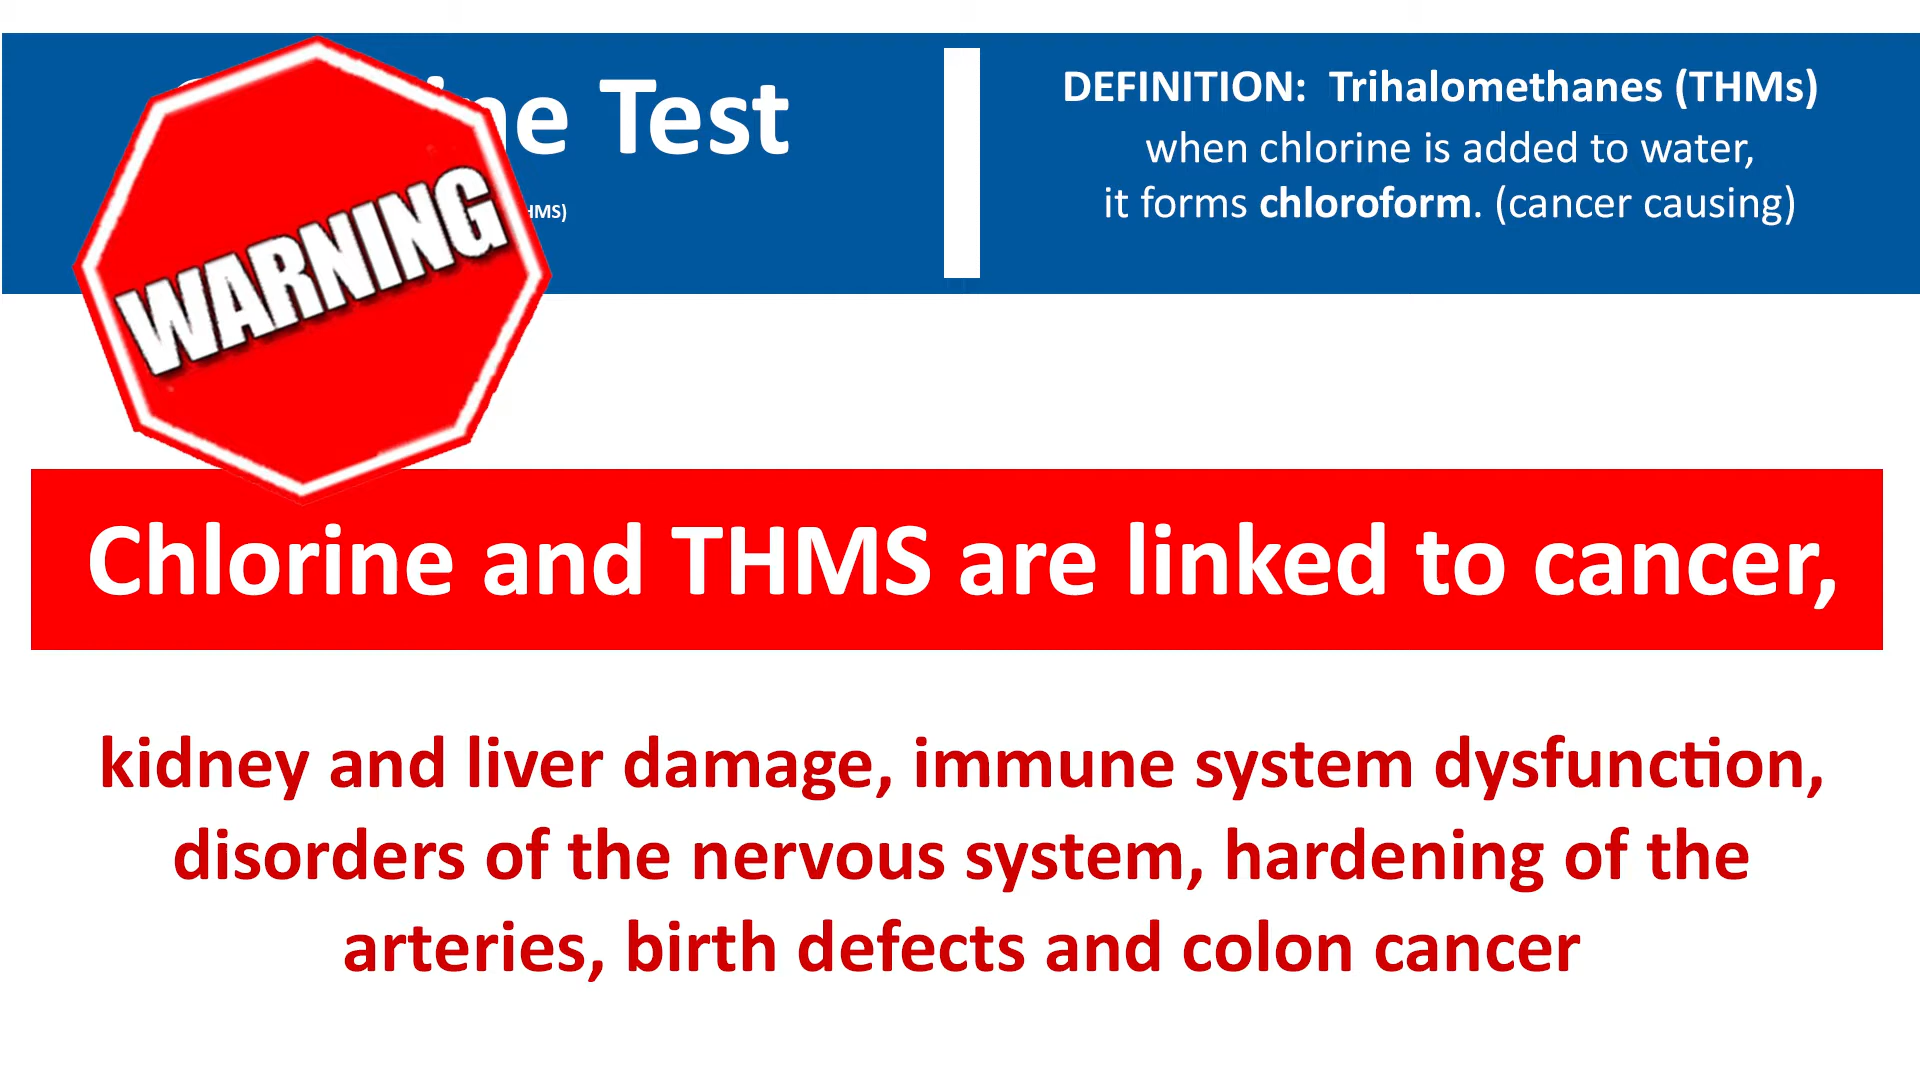 Test
HMS)
WARNING
DEFINITION: Trihalomethanes (THMs)
when chlorine is added to water,
it forms chloroform. (cancer causing)
Chlorine and THMS are linked to cancer,
kidney and liver damage, immune system dysfunction,
disorders of the nervous system, hardening of the
arteries, birth defects and colon cancer